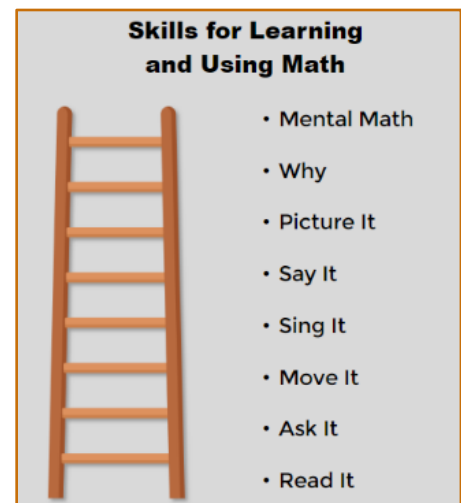 Skills for Learning
and Using Math
• Mental Math
• Why
• Picture It
• Say It
• Sing It
• Move It
• Ask It
• Read It